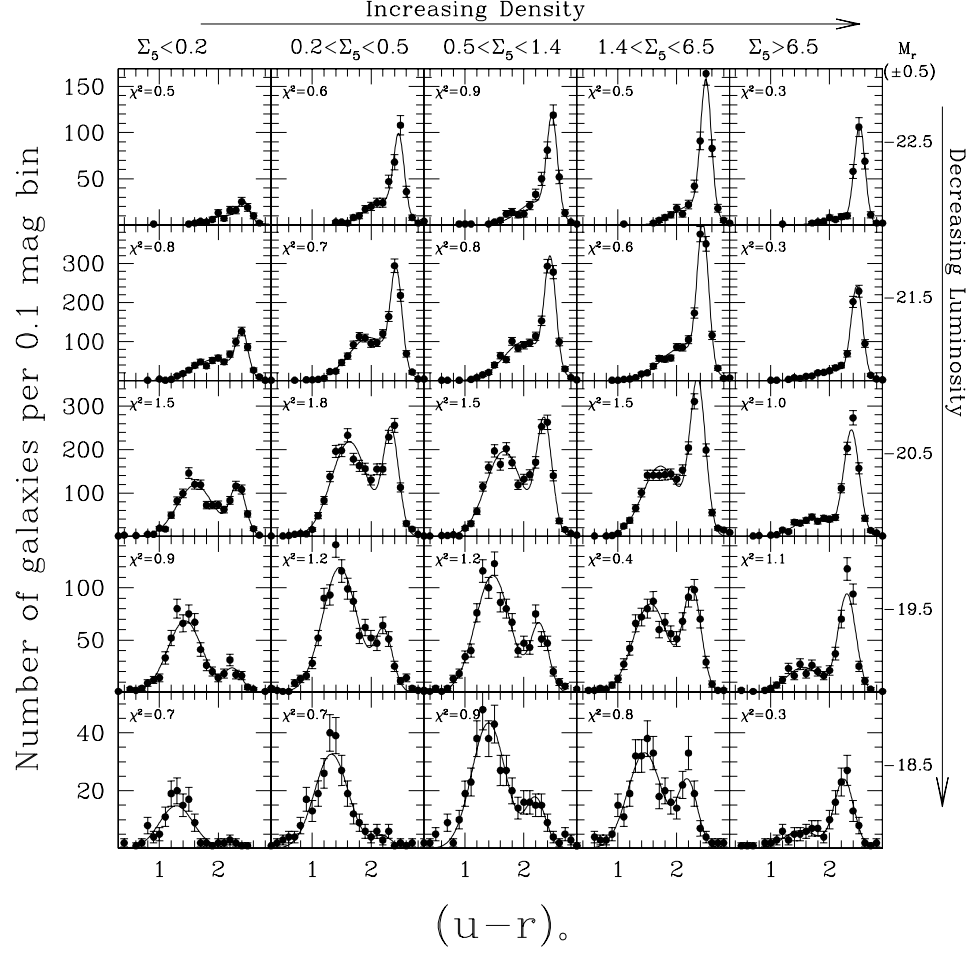 Increasing Density
Σ₅<0.2 0.2<Σ₅<0.5 0.5<Σ₅<1.4 1.4<Σ₅<6.5 Σ₅>6.5 Mᵣ
(±0.5)
150 χ²=0.5 χ²=0.6 χ²=0.9 χ²=0.5 χ²=0.3
100 -22.5
50
χ²=0.8 χ²=0.7 χ²=0.8 χ²=0.6 χ²=0.3
300 -21.5
200
100
χ²=1.5 χ²=1.8 χ²=1.5 χ²=1.5 χ²=1.0
300 -20.5
200
100
χ²=0.9 χ²=1.2 χ²=1.2 χ²=0.4 χ²=1.1
100 -19.5
50
χ²=0.7 χ²=0.7 χ²=0.9 χ²=0.8 χ²=0.3
40 -18.5
20
1 2 1 2 1 2 1 2 1 2
Number of galaxies per 0.1 mag bin
Decreasing Luminosity
(u-r)₀